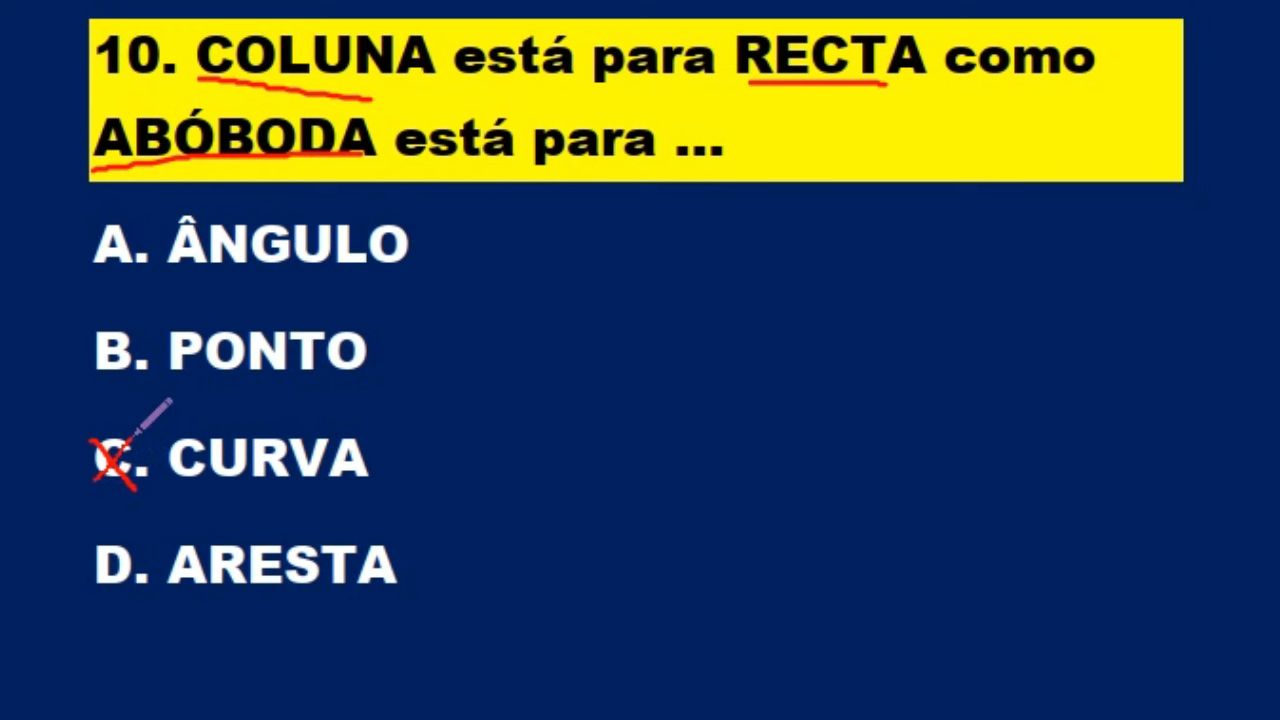 10. COLUNA está para RECTA como
ABÓBODA está para ...
A. ÂNGULO
B. PONTO
C. CURVA
D. ARESTA